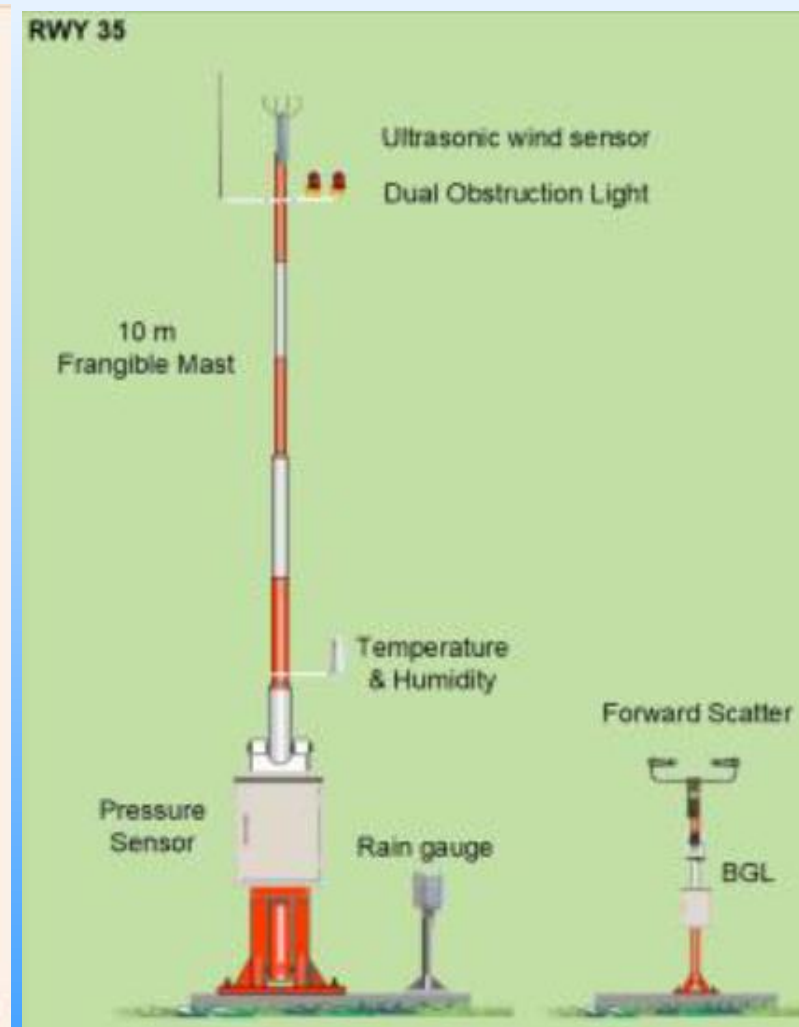 RWY 35
Ultrasonic wind sensor
Dual Obstruction Light
10 m
Frangible Mast
Temperature
& Humidity
Forward Scatter
Pressure
Sensor
Rain gauge
BGL